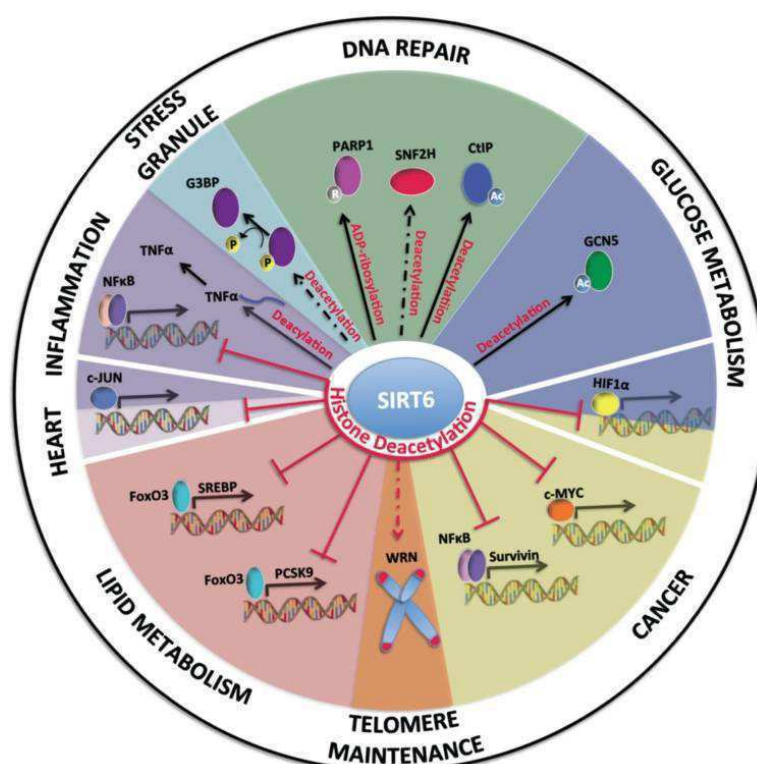 DNA REPAIR
STRESS
GRANULE
GLUCOSE METABOLISM
INFLAMMATION
HEART
LIPID METABOLISM
TELOMERE
MAINTENANCE
CANCER
PARP1
R
SNF2H
CtIP
Ac
G3BP
P
P
GCN5
Ac
TNFα
TNFα
NFκB
Deacetylation
ADP-ribosylation
Deacetylation
Deacetylation
Deacetylation
Deacylation
c-JUN
SIRT6
Histone Deacetylation
HIF1α
FoxO3
SREBP
FoxO3
PCSK9
WRN
NFκB
Survivin
c-MYC